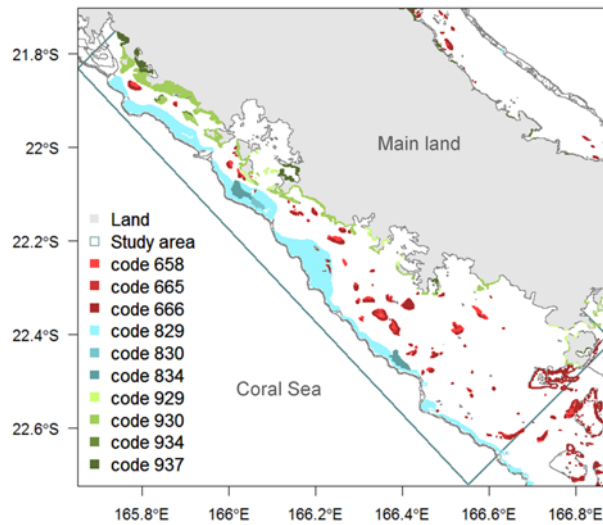 21.8°S
22°S
22.2°S
22.4°S
22.6°S
Main land
Coral Sea
Land
Study area
code 658
code 665
code 666
code 829
code 830
code 834
code 929
code 930
code 934
code 937
165.8°E 166°E 166.2°E 166.4°E 166.6°E 166.8°E